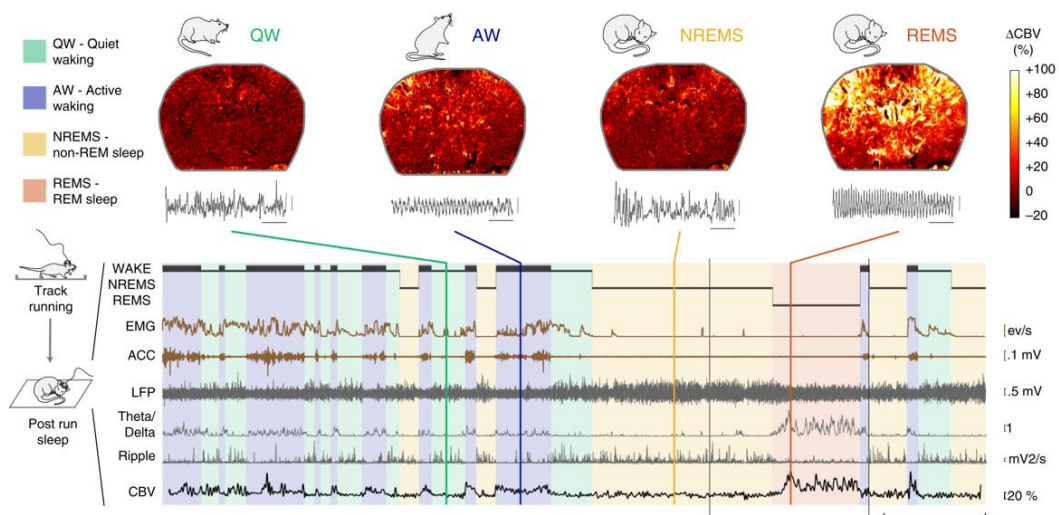 QW - Quiet
waking
AW - Active
waking
NREMS -
non-REM sleep
REMS -
REM sleep
QW
AW
NREMS
REMS
ΔCBV
(%)
+100
+80
+60
+40
+20
0
−20
Track
running
Post run
sleep
WAKE
NREMS
REMS
EMG
ev/s
ACC
.1 mV
LFP
.5 mV
Theta/
Delta
1
Ripple
mV2/s
CBV
20 %